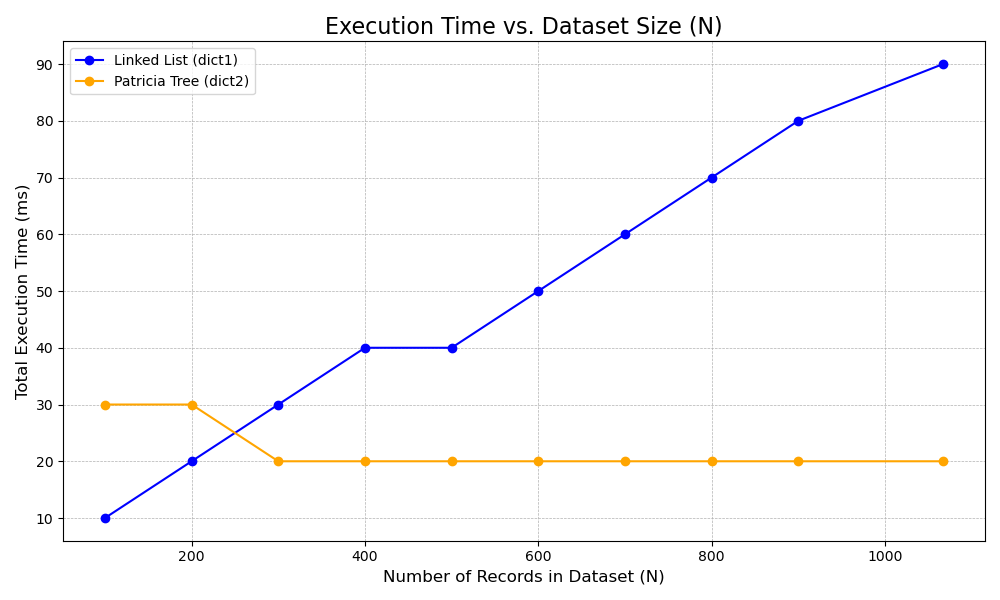 Execution Time vs. Dataset Size (N)
Linked List (dict1)
Patricia Tree (dict2)
Total Execution Time (ms)
90
80
70
60
50
40
30
20
10
200 400 600 800 1000
Number of Records in Dataset (N)